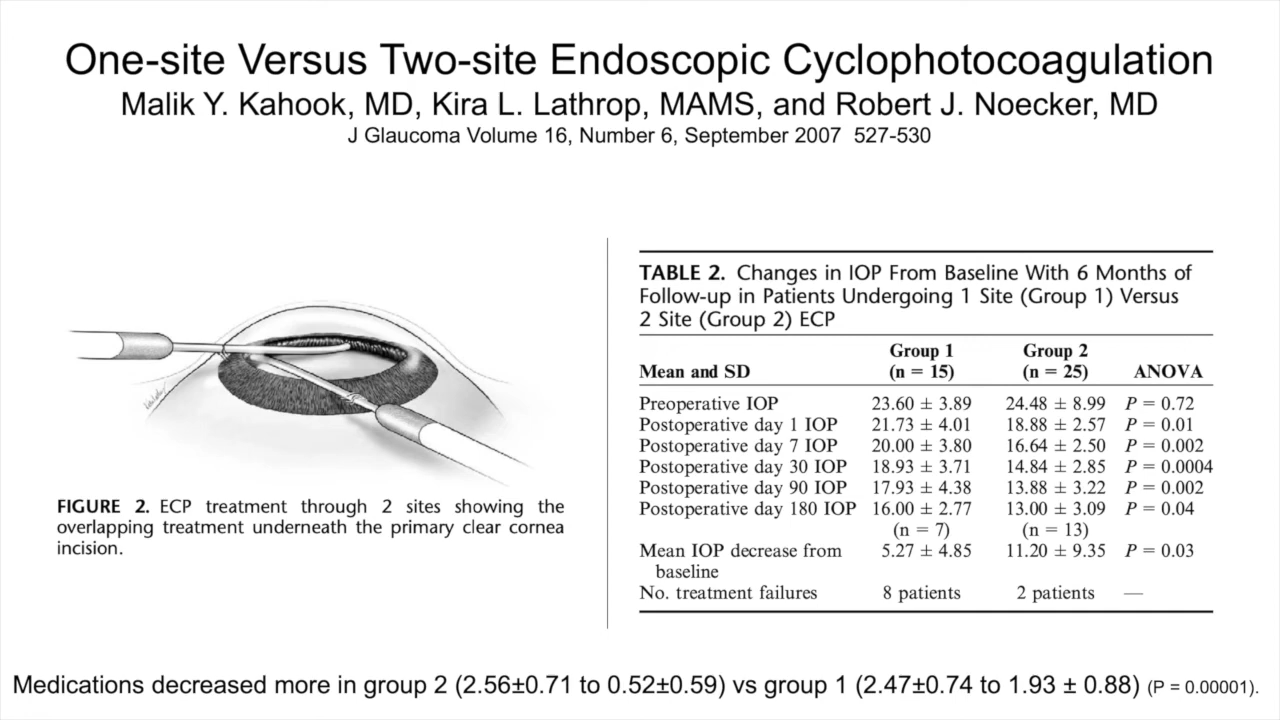 One-site Versus Two-site Endoscopic Cyclophotocoagulation
Malik Y. Kahook, MD, Kira L. Lathrop, MAMS, and Robert J. Noecker, MD
J Glaucoma Volume 16, Number 6, September 2007 527-530
FIGURE 2. ECP treatment through 2 sites showing the
overlapping treatment underneath the primary clear cornea
incision.
TABLE 2. Changes in IOP From Baseline With 6 Months of
Follow-up in Patients Undergoing 1 Site (Group 1) Versus
2 Site (Group 2) ECP
Group 1 Group 2
Mean and SD (n = 15) (n = 25) ANOVA
Preoperative IOP 23.60 ± 3.89 24.48 ± 8.99 P = 0.72
Postoperative day 1 IOP 21.73 ± 4.01 18.88 ± 2.57 P = 0.01
Postoperative day 7 IOP 20.00 ± 3.80 16.64 ± 2.50 P = 0.002
Postoperative day 30 IOP 18.93 ± 3.71 14.84 ± 2.85 P = 0.0004
Postoperative day 90 IOP 17.93 ± 4.38 13.88 ± 3.22 P = 0.002
Postoperative day 180 IOP 16.00 ± 2.77 13.00 ± 3.09 P = 0.04
(n = 7) (n = 13)
Mean IOP decrease from 5.27 ± 4.85 11.20 ± 9.35 P = 0.03
baseline
No. treatment failures 8 patients 2 patients —
Medications decreased more in group 2 (2.56±0.71 to 0.52±0.59) vs group 1 (2.47±0.74 to 1.93 ± 0.88) (P = 0.00001).